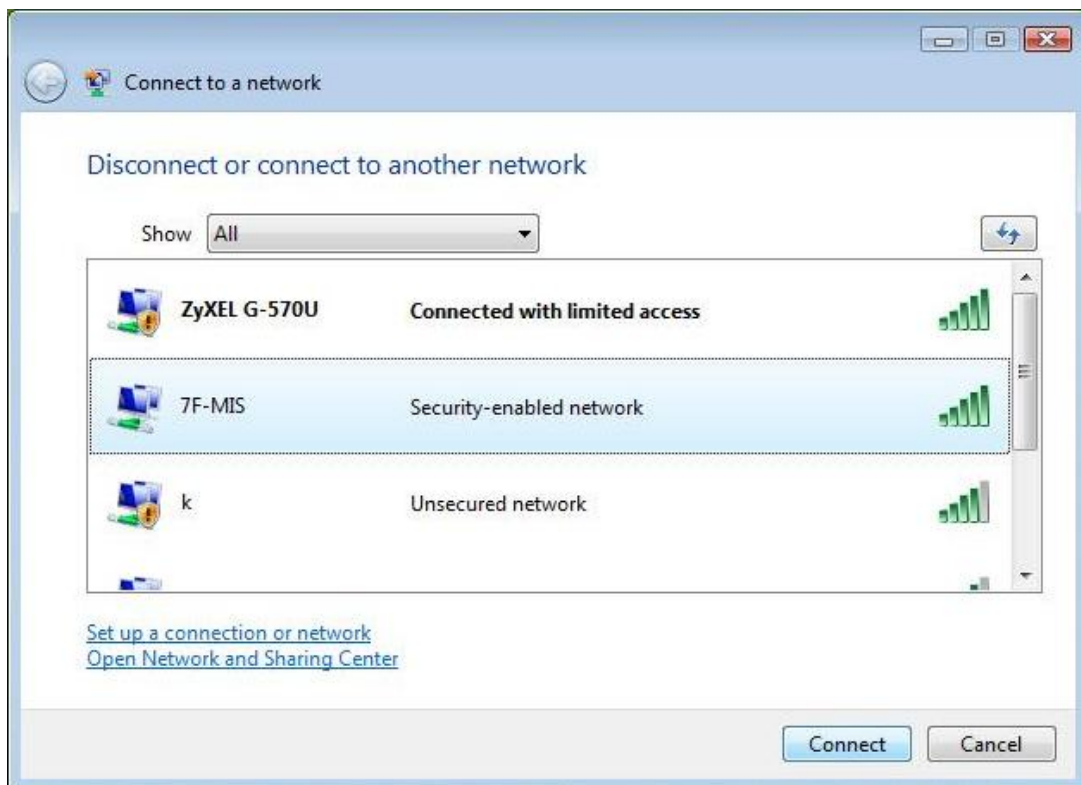 Connect to a network
Disconnect or connect to another network
Show All
ZyXEL G-570U Connected with limited access
7F-MIS Security-enabled network
k Unsecured network
Set up a connection or network
Open Network and Sharing Center
Connect Cancel